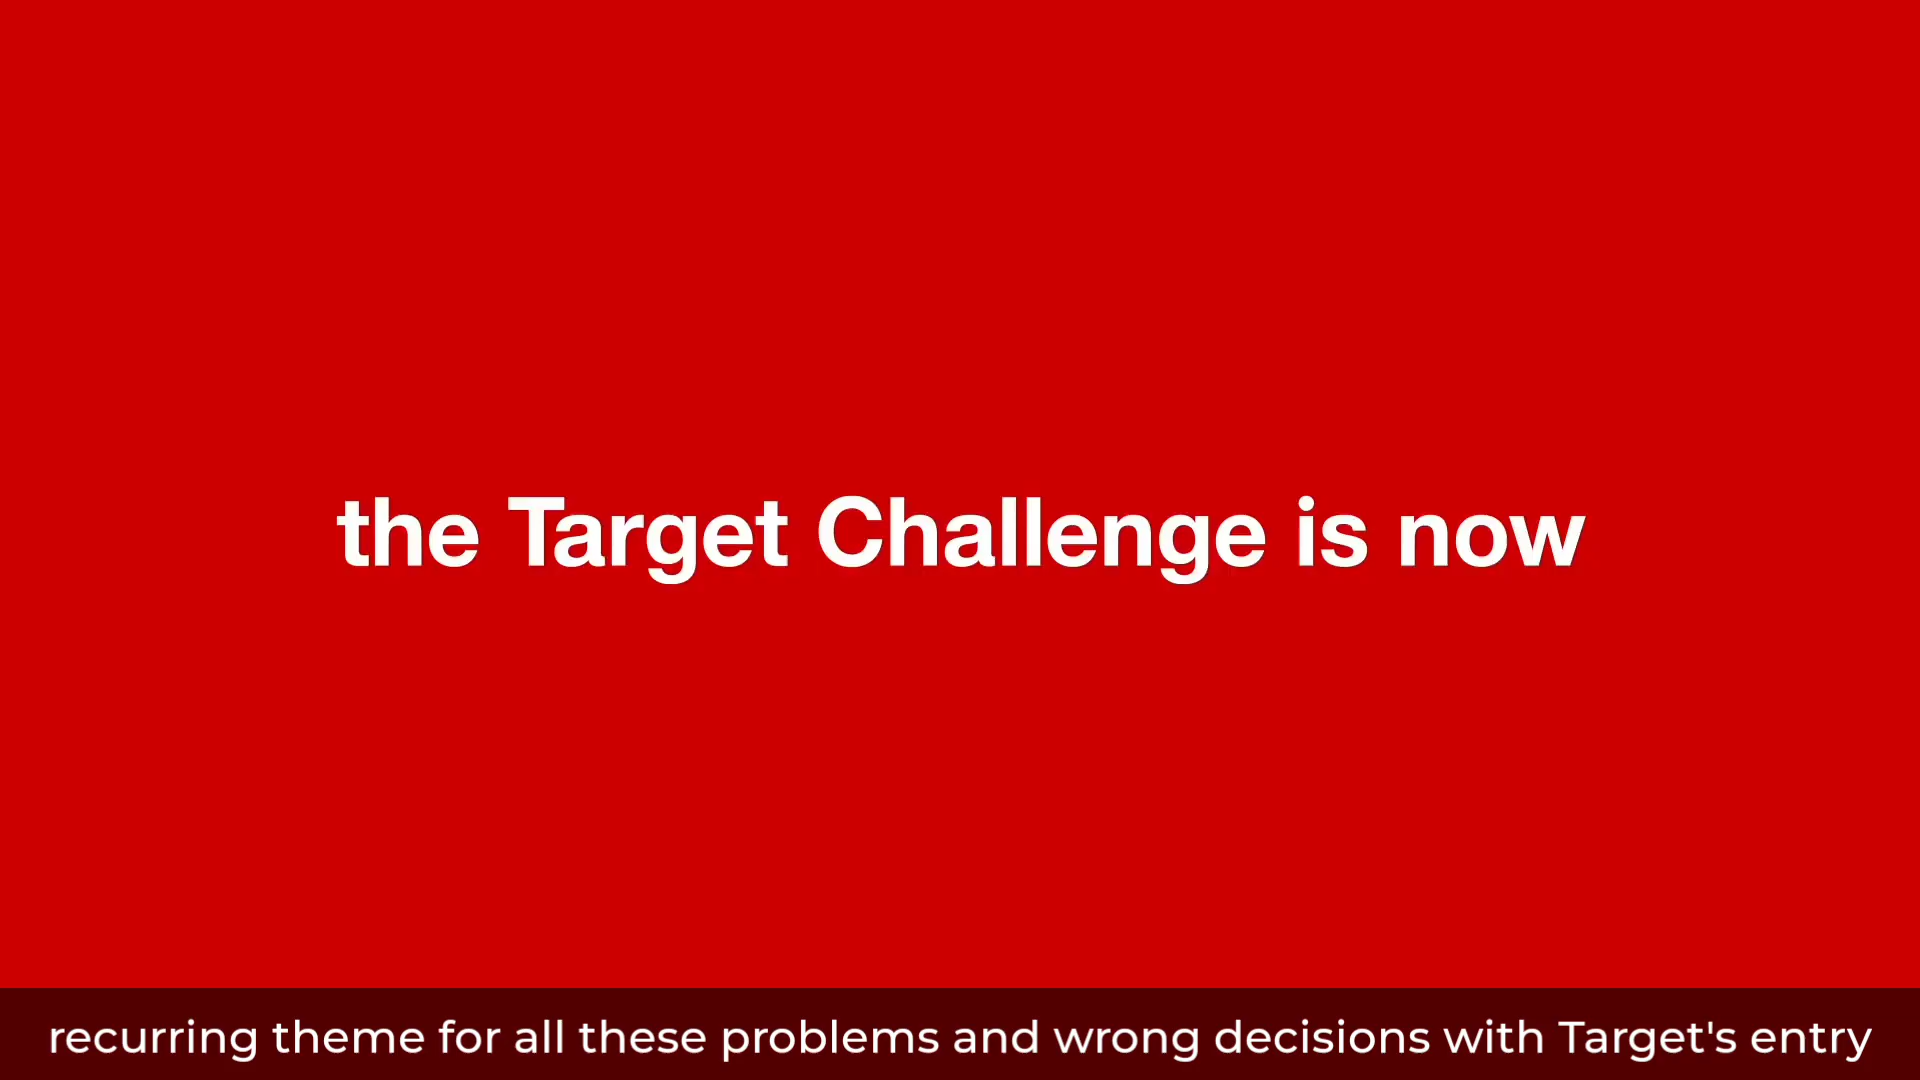 the Target Challenge is now
recurring theme for all these problems and wrong decisions with Target's entry